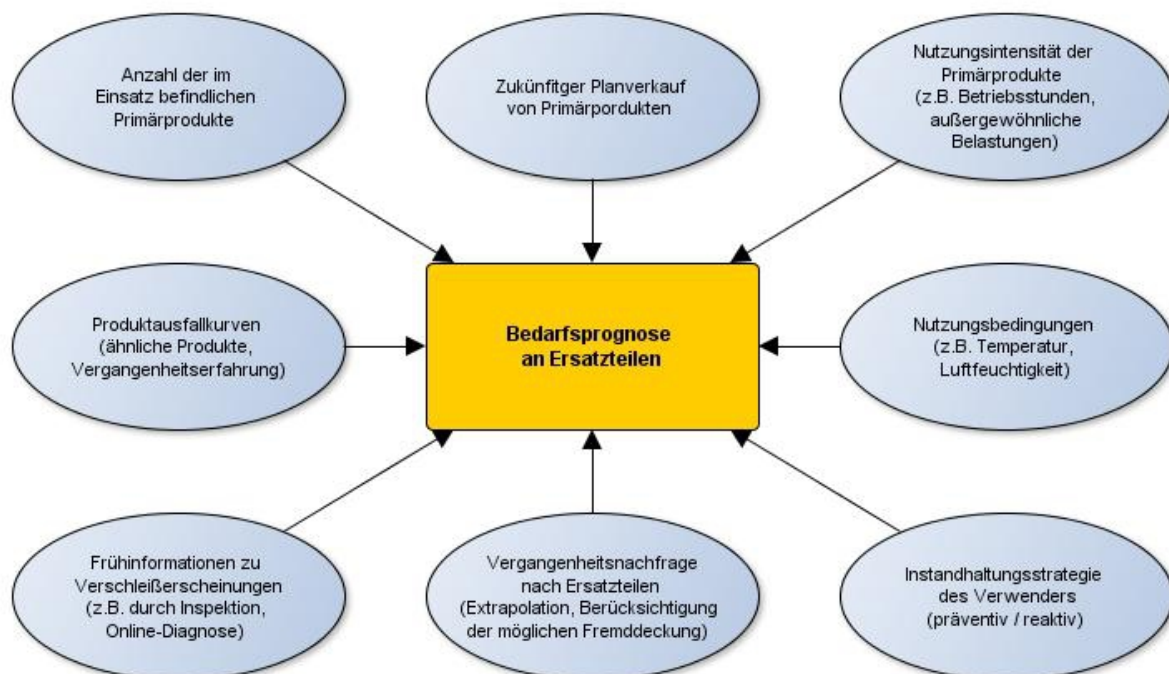 Anzahl der im
Einsatz befindlichen
Primärprodukte
Zukünfitger Planverkauf
von Primärpordukten
Nutzungsintensität der
Primärprodukte
(z.B. Betriebsstunden,
außergewöhnliche
Belastungen)
Produktausfallkurven
(ähnliche Produkte,
Vergangenheitserfahrung)
Bedarfsprognose
an Ersatzteilen
Nutzungsbedingungen
(z.B. Temperatur,
Luftfeuchtigkeit)
Frühinformationen zu
Verschleißerscheinungen
(z.B. durch Inspektion,
Online-Diagnose)
Vergangenheitsnachfrage
nach Ersatzteilen
(Extrapolation, Berücksichtigung
der möglichen Fremddeckung)
Instandhaltungsstrategie
des Verwenders
(präventiv / reaktiv)